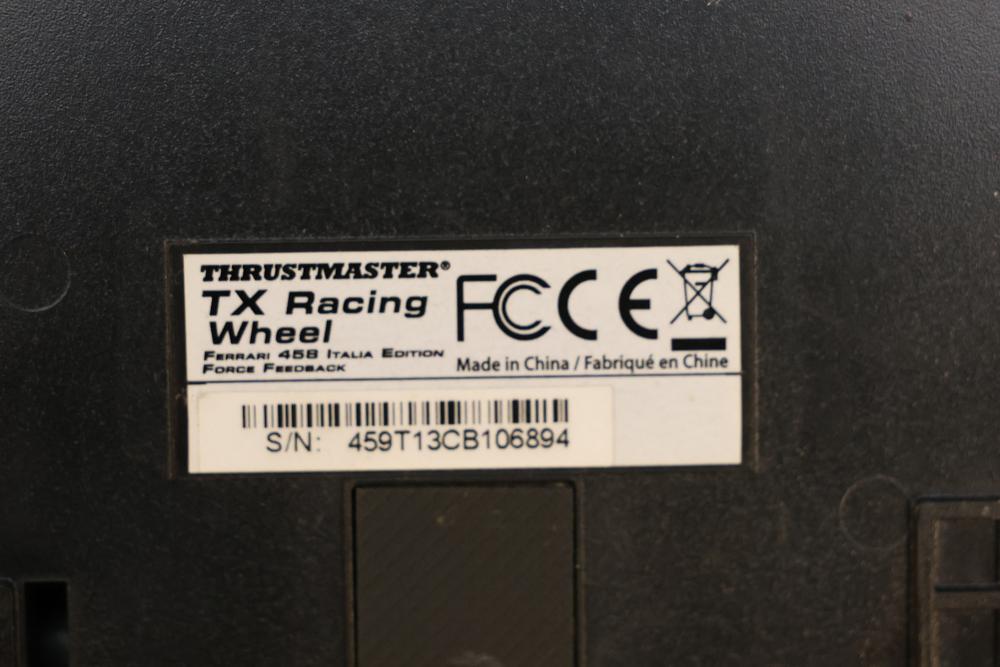 THRUSTMASTER®
TX Racing
Wheel
FERRARI 458 ITALIA EDITION
FORCE FEEDBACK
FC CE
Made in China / Fabriqué en Chine
S/N: 459T13CB106894